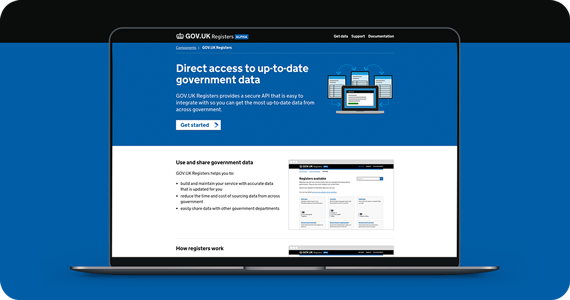 GOV.UK Registers ALPHA
Get data Support Documentation
Components > GOV.UK Registers
Direct access to up-to-date
government data
GOV.UK Registers provides a secure API that is easy to
integrate with so you can get the most up-to-date data from
across government.
Get started
Use and share government data
GOV.UK Registers helps you to:
build and maintain your service with accurate data
that is updated for you
reduce the time and cost of sourcing data from across
government
easily share data with other government departments
Registers available
How registers work